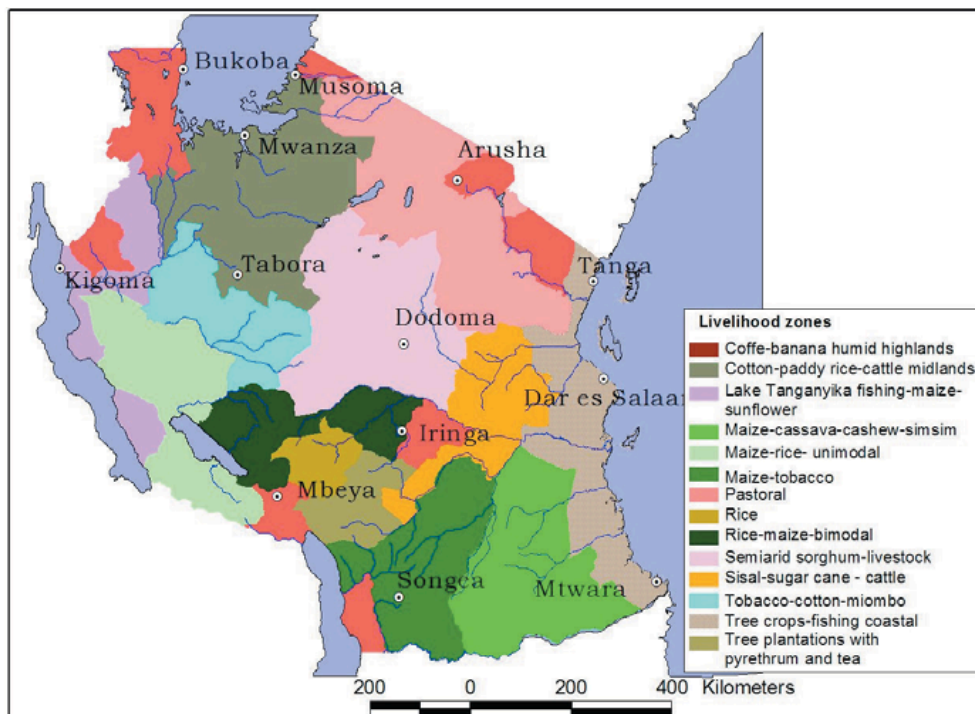 Bukoba
Musoma
Mwanza
Arusha
Kigoma
Tabora
Tanga
Dodoma
Dar es Salaam
Iringa
Mbeya
Songea
Mtwara
Livelihood zones
Coffe-banana humid highlands
Cotton-paddy rice-cattle midlands
Lake Tanganyika fishing-maize-
sunflower
Maize-cassava-cashew-simsim
Maize-rice- unimodal
Maize-tobacco
Pastoral
Rice
Rice-maize-bimodal
Semiarid sorghum-livestock
Sisal-sugar cane - cattle
Tobacco-cotton-miombo
Tree crops-fishing coastal
Tree plantations with
pyrethrum and tea
200 0 200 400 Kilometers